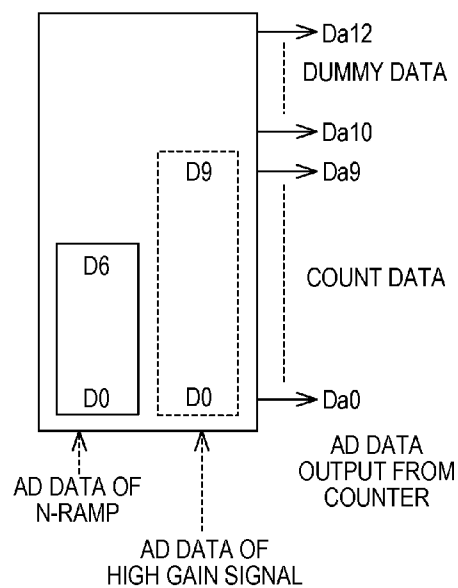 Da12
DUMMY DATA
Da10
D9
Da9
D6
COUNT DATA
D0
D0
Da0
AD DATA OF
N-RAMP
AD DATA
OUTPUT FROM
COUNTER
AD DATA OF
HIGH GAIN SIGNAL